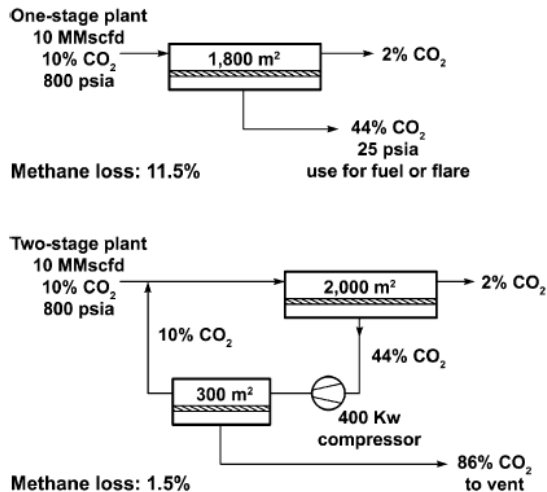 One-stage plant
10 MMscfd
10% CO₂
800 psia
1,800 m²
2% CO₂
44% CO₂
25 psia
use for fuel or flare
Methane loss: 11.5%
Two-stage plant
10 MMscfd
10% CO₂
800 psia
2,000 m²
2% CO₂
10% CO₂
44% CO₂
300 m²
400 Kw
compressor
86% CO₂
to vent
Methane loss: 1.5%